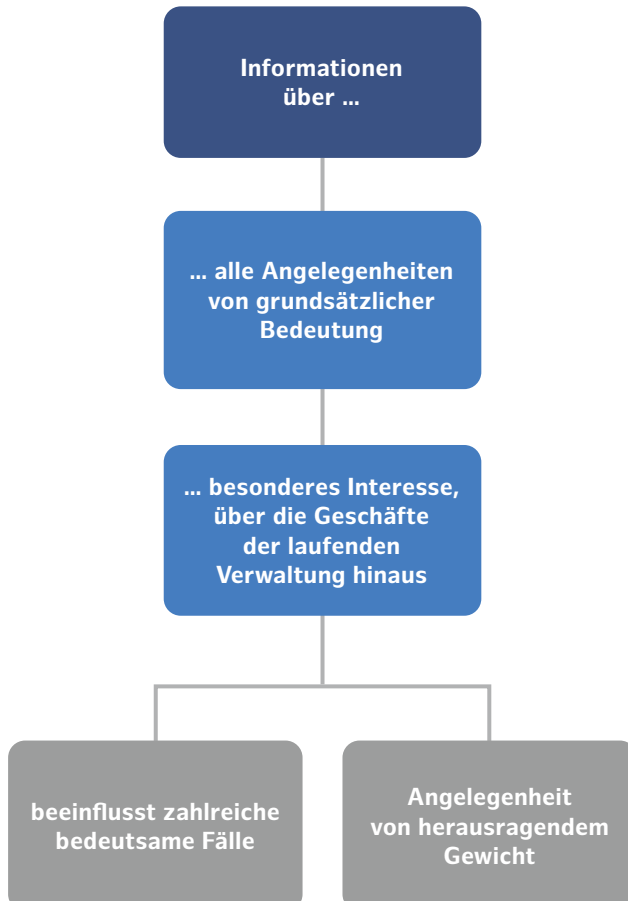 Informationen
über ...
... alle Angelegenheiten
von grundsätzlicher
Bedeutung
... besonderes Interesse,
über die Geschäfte
der laufenden
Verwaltung hinaus
beeinflusst zahlreiche
bedeutsame Fälle
Angelegenheit
von herausragendem
Gewicht